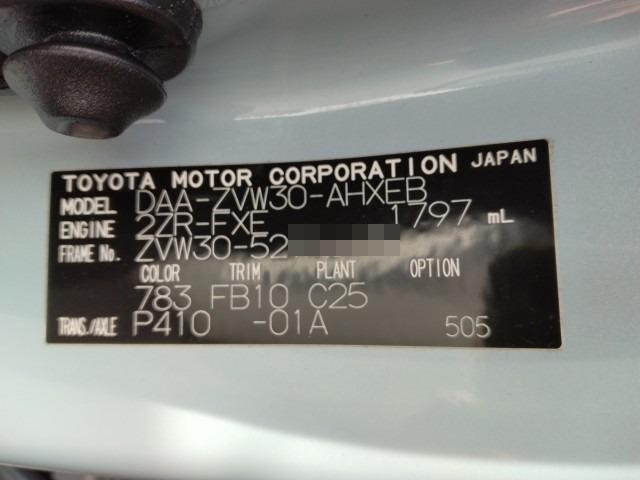 TOYOTA MOTOR CORPORATION JAPAN
MODEL DAA-ZVW30-AHXEB
ENGINE 2ZR-FXE 1797 mL
FRAME No. ZVW30-52
COLOR TRIM PLANT OPTION
783 FB10 C25
TRANS./AXLE P410 -01A 505